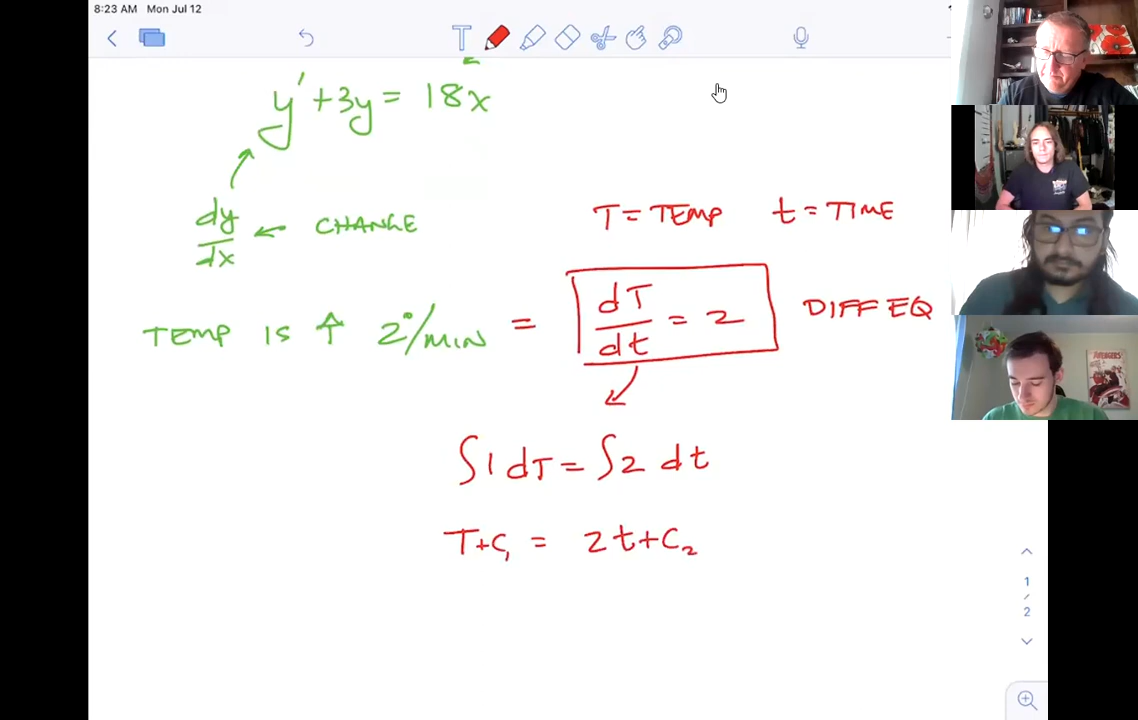 8:23 AM Mon Jul 12
y' + 3y = 18x
dy/dx ← CHANGE
T = TEMP t = TIME
TEMP IS ↑ 2°/MIN = dT/dt = 2 DIFF EQ
∫1 dT = ∫2 dt
T+C₁ = 2t+C₂
1
/
2
AVENGERS